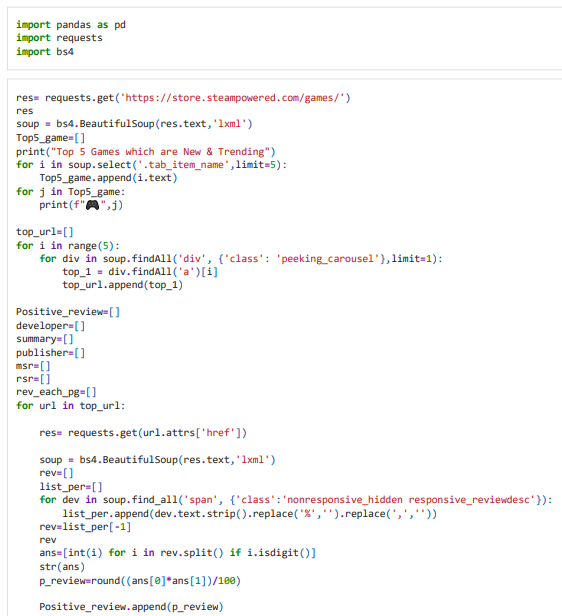 import pandas as pd
import requests
import bs4
res= requests.get('https://store.steampowered.com/games/')
res
soup = bs4.BeautifulSoup(res.text,'lxml')
Top5_game=[]
print("Top 5 Games which are New & Trending")
for i in soup.select('.tab_item_name',limit=5):
    Top5_game.append(i.text)
for j in Top5_game:
    print(f"🎮",j)
top_url=[]
for i in range(5):
    for div in soup.findAll('div', {'class': 'peeking_carousel'},limit=1):
        top_1 = div.findAll('a')[i]
        top_url.append(top_1)
Positive_review=[]
developer=[]
summary=[]
publisher=[]
msr=[]
rsr=[]
rev_each_pg=[]
for url in top_url:
    res= requests.get(url.attrs['href'])
    soup = bs4.BeautifulSoup(res.text,'lxml')
    rev=[]
    list_per=[]
    for dev in soup.find_all('span', {'class':'nonresponsive_hidden responsive_reviewdesc'}):
        list_per.append(dev.text.strip().replace('%','').replace(',',''))
    rev=list_per[-1]
    rev
    ans=[int(i) for i in rev.split() if i.isdigit()]
    str(ans)
    p_review=round((ans[0]*ans[1])/100)
    Positive_review.append(p_review)